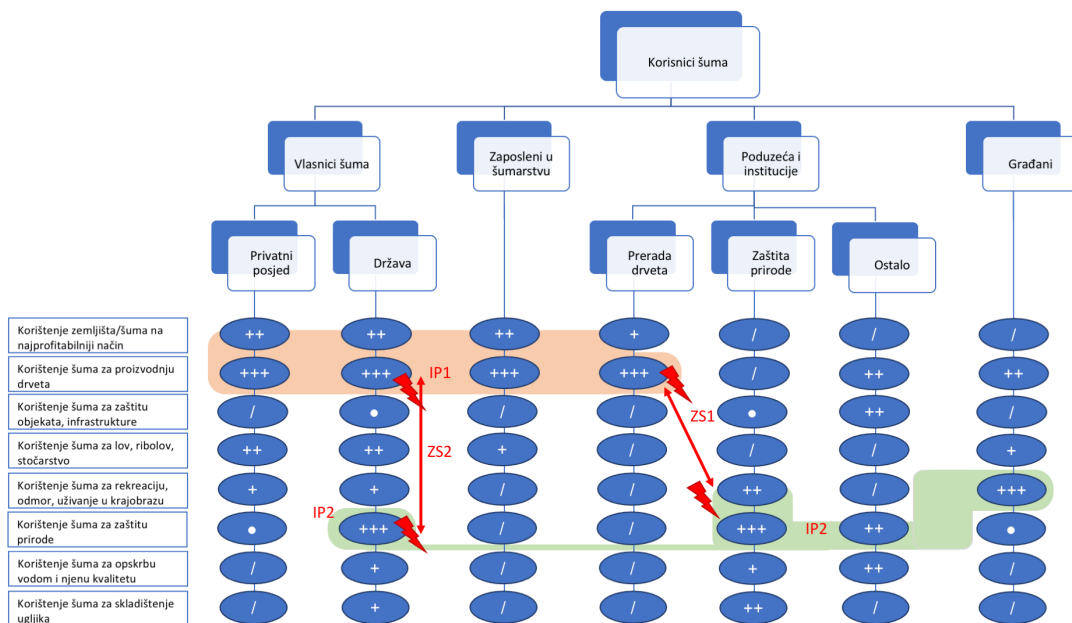 Korisnici šuma
Vlasnici šuma
Zaposleni u
šumarstvu
Poduzeća i
institucije
Građani
Privatni
posjed
Država
Prerada
drveta
Zaštita
prirode
Ostalo
Korištenje zemljišta/šuma na
najprofitabilniji način
++ ++ ++ + / / /
Korištenje šuma za proizvodnju
drveta
+++ +++ IP1 +++ +++ / ++ ++
Korištenje šuma za zaštitu
objekata, infrastrukture
/ • / / ZS1 • ++ /
Korištenje šuma za lov, ribolov,
stočarstvo
++ ++ ZS2 + / / / +
Korištenje šuma za rekreaciju,
odmor, uživanje u krajobrazu
+ + / / ++ / +++
Korištenje šuma za zaštitu
prirode
• IP2 +++ / / +++ IP2 ++ •
Korištenje šuma za opskrbu
vodom i njenu kvalitetu
/ + / / + ++ /
Korištenje šuma za skladištenje
ugljika
/ + / / ++ / /